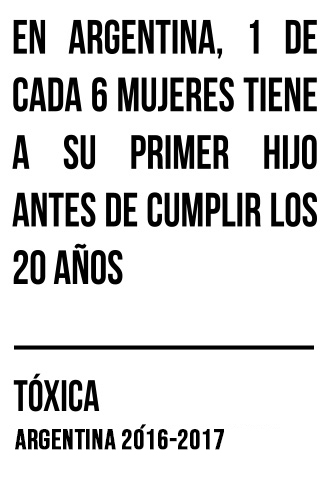 EN ARGENTINA, 1 DE
CADA 6 MUJERES TIENE
A SU PRIMER HIJO
ANTES DE CUMPLIR LOS
20 AÑOS
TÓXICA
ARGENTINA 2016-2017